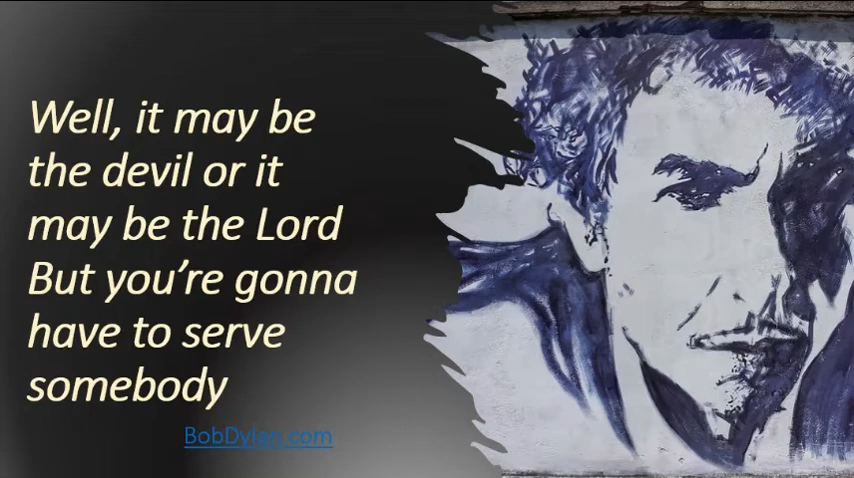 Well, it may be
the devil or it
may be the Lord
But you’re gonna
have to serve
somebody
BobDylan.com